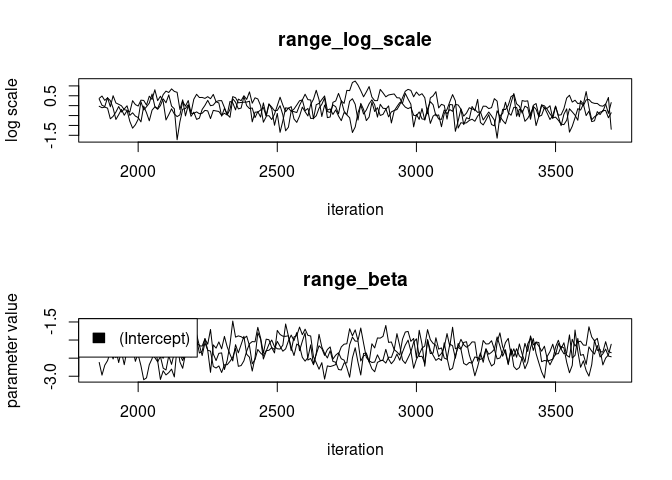 range_log_scale
log scale
0.5
-1.5
2000 2500 3000 3500
iteration
range_beta
parameter value
-1.5
-3.0
(Intercept)
2000 2500 3000 3500
iteration